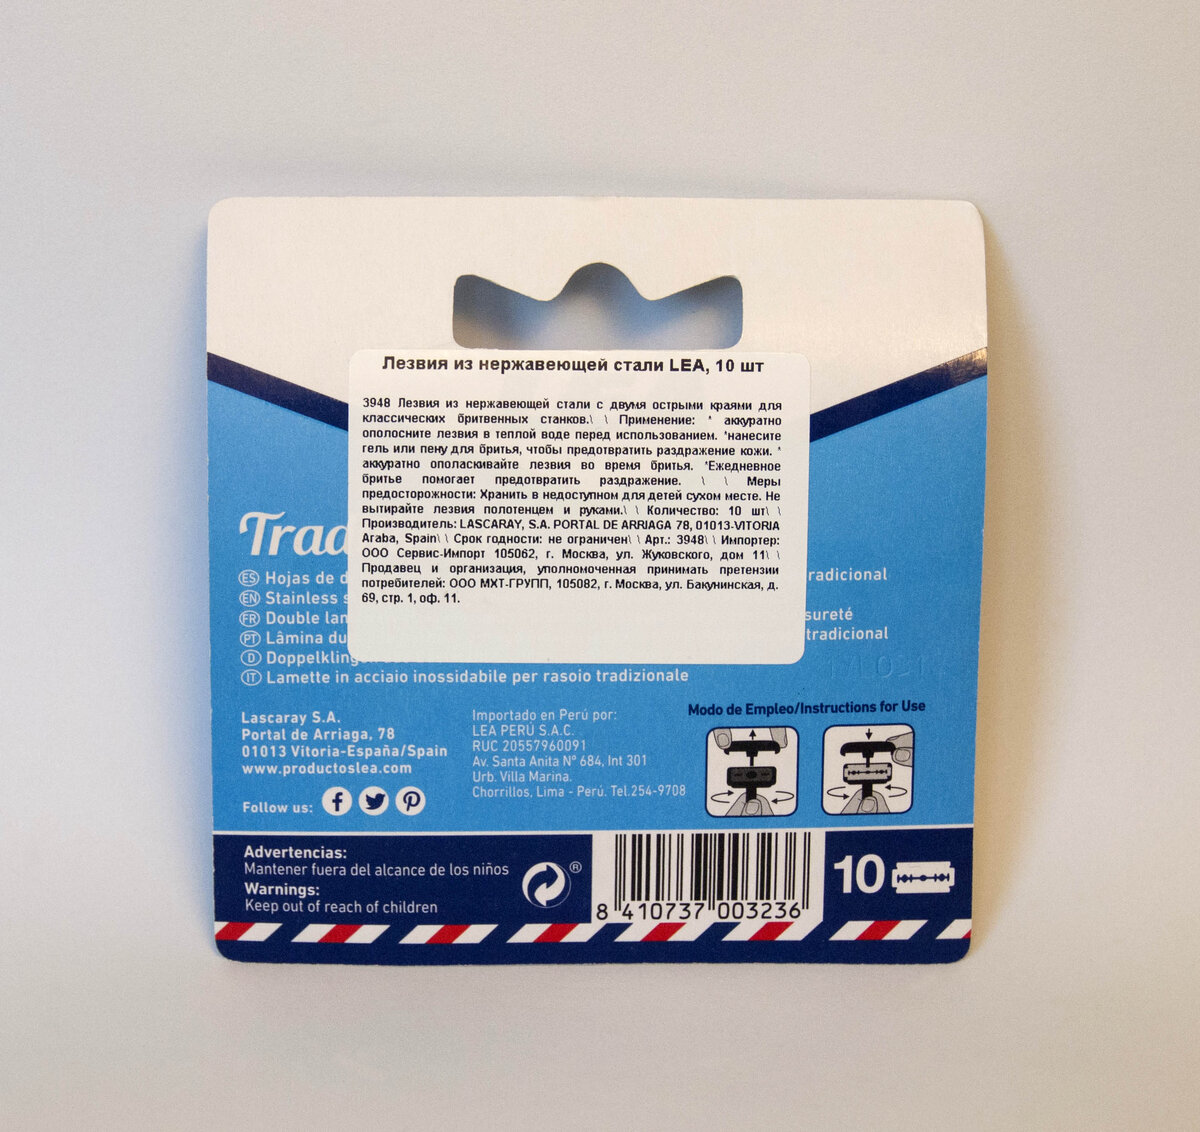 Лезвия из нержавеющей стали LEA, 10 шт
3948 Лезвия из нержавеющей стали с двумя острыми краями для
классических бритвенных станков.\ \ Применение: * аккуратно
ополосните лезвия в теплой воде перед использованием. *нанесите
гель или пену для бритья, чтобы предотвратить раздражение кожи. *
аккуратно ополаскивайте лезвия во время бритья. *Ежедневное
бритье помогает предотвратить раздражение. \ \ Меры
предосторожности: Хранить в недоступном для детей сухом месте. Не
вытирайте лезвия полотенцем и руками.\ \ Количество: 10 шт\ \
Производитель: LASCARAY, S.A. PORTAL DE ARRIAGA 78, 01013-VITORIA
Araba, Spain\ \ Срок годности: не ограничен\ \ Арт.: 3948\ \ Импортер:
ООО Сервис-Импорт 105062, г. Москва, ул. Жуковского, дом 11\ \
Продавец и организация, уполномоченная принимать претензии
потребителей: ООО МХТ-ГРУПП, 105082, г. Москва, ул. Бакунинская, д.
69, стр. 1, оф. 11.
Trad
ES Hojas de d radicional
EN Stainless s
FR Double lan sureté
PT Lâmina du tradicional
D Doppelkling
IT Lamette in acciaio inossidabile per rasoio tradizionale
Lascaray S.A.
Portal de Arriaga, 78
01013 Vitoria-España/Spain
www.productoslea.com
Follow us:
Importado en Perú por:
LEA PERÚ S.A.C.
RUC 20557960091
Av. Santa Anita N° 684, Int 301
Urb. Villa Marina.
Chorrillos, Lima - Perú. Tel.254-9708
Modo de Empleo/Instructions for Use
Advertencias:
Mantener fuera del alcance de los niños
Warnings:
Keep out of reach of children
®
8 410737 003236
10